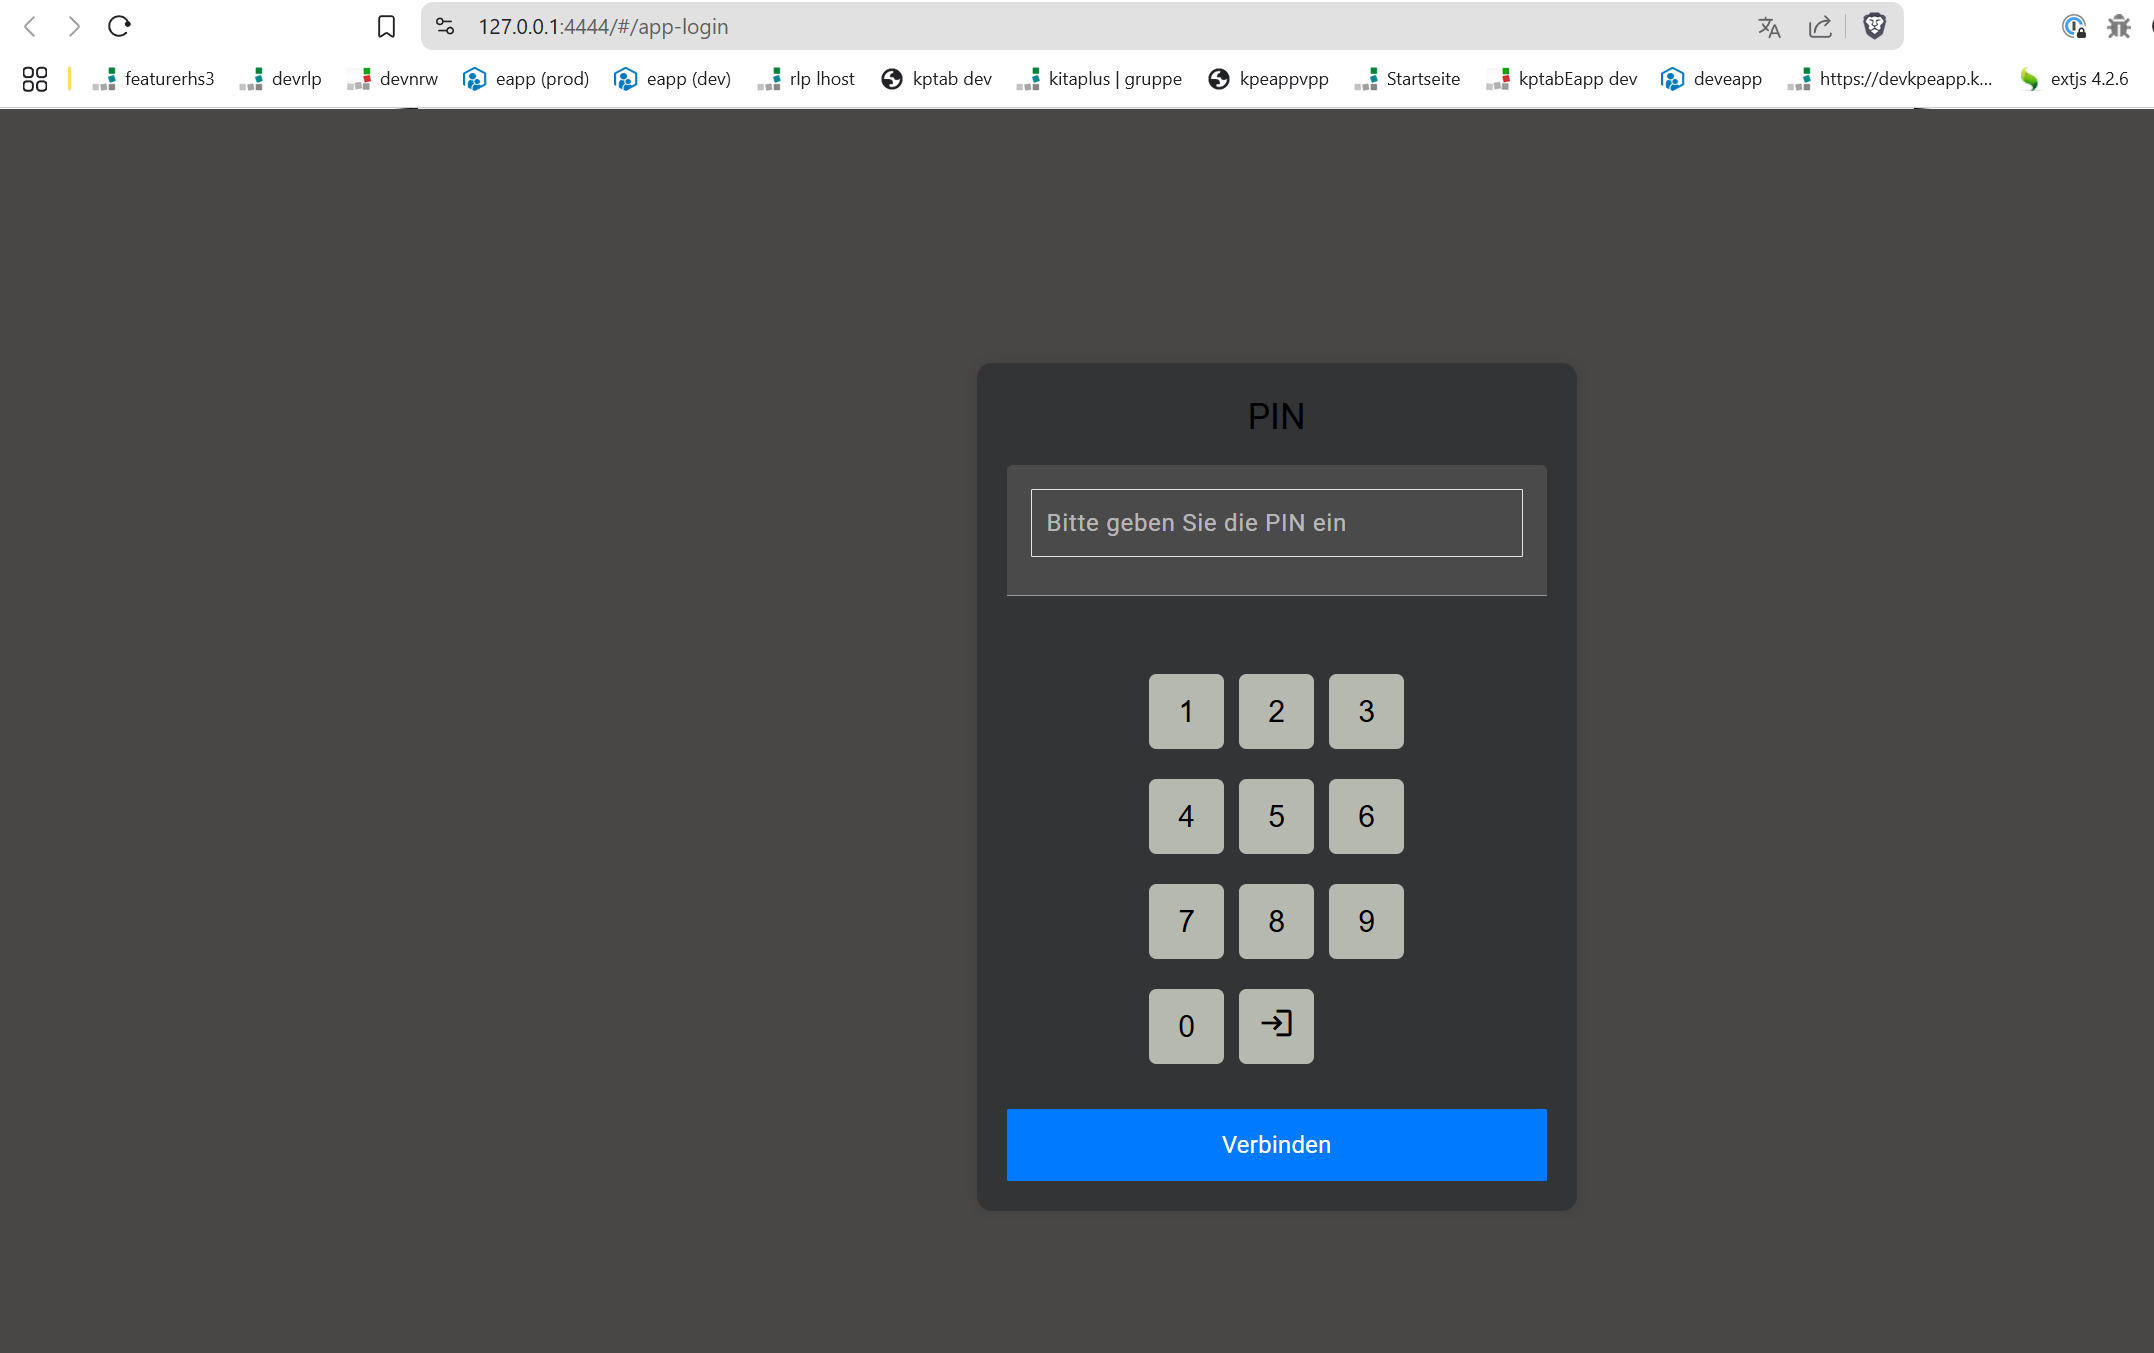 127.0.0.1:4444/#/app-login
featurerhs3 devrlp devnrw eapp (prod) eapp (dev) rlp lhost kptab dev kitaplus | gruppe kpeappvpp Startseite kptabEapp dev deveapp https://devkpeapp.k... extjs 4.2.6
PIN
Bitte geben Sie die PIN ein
1 2 3
4 5 6
7 8 9
0
Verbinden